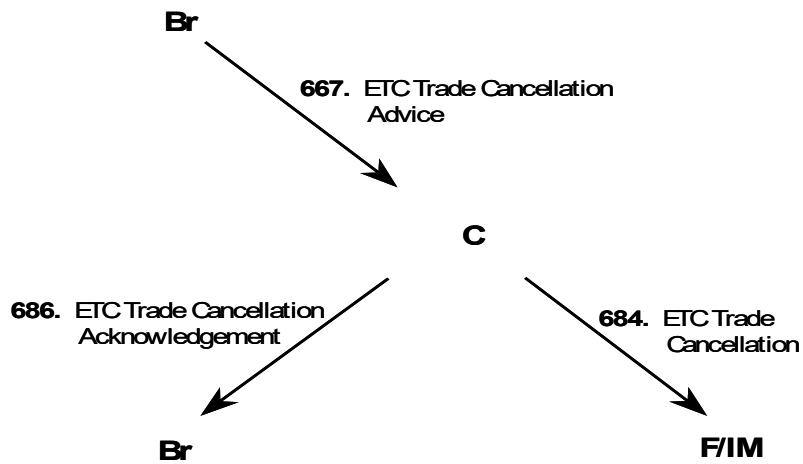 Br
667. ETC Trade Cancellation
Advice
C
686. ETC Trade Cancellation
Acknowledgement
684. ETC Trade
Cancellation
Br
F/IM